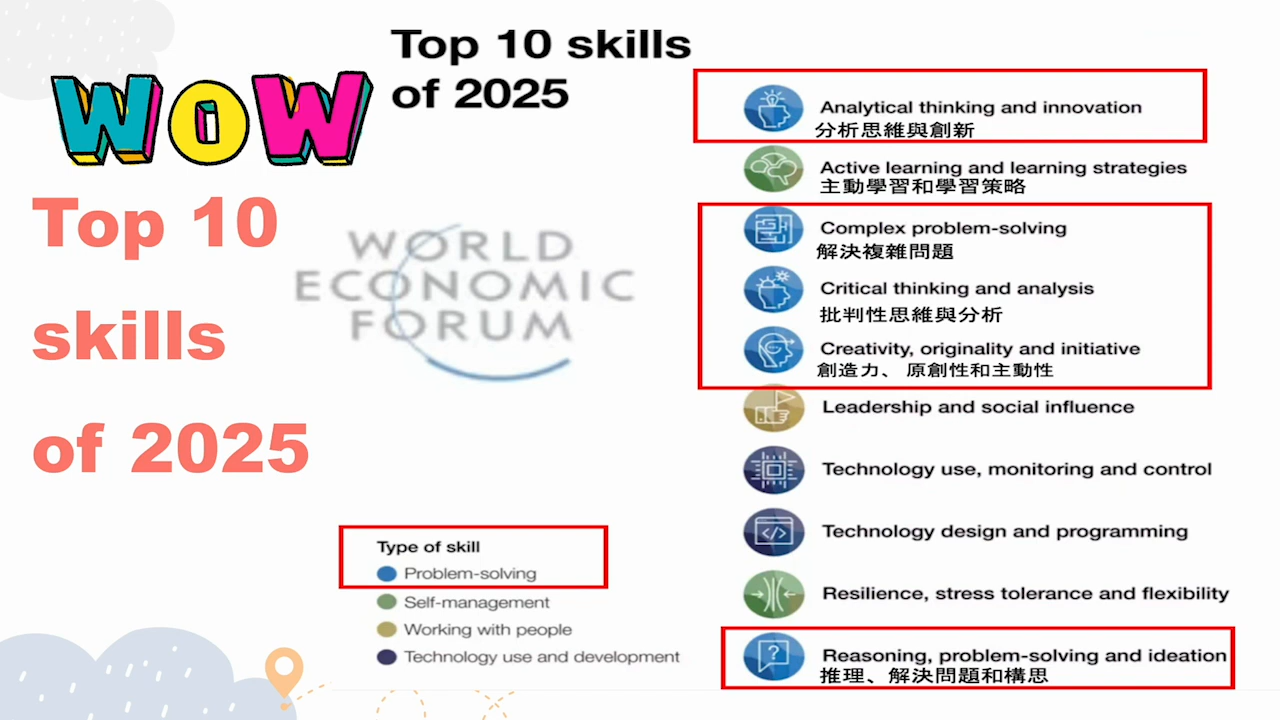 WOW
Top 10
skills
of 2025
Top 10 skills
of 2025
WORLD
ECONOMIC
FORUM
Type of skill
Problem-solving
Self-management
Working with people
Technology use and development
Analytical thinking and innovation
分析思維與創新
Active learning and learning strategies
主動學習和學習策略
Complex problem-solving
解決複雜問題
Critical thinking and analysis
批判性思維與分析
Creativity, originality and initiative
創造力、 原創性和主動性
Leadership and social influence
Technology use, monitoring and control
Technology design and programming
Resilience, stress tolerance and flexibility
Reasoning, problem-solving and ideation
推理、解決問題和構思